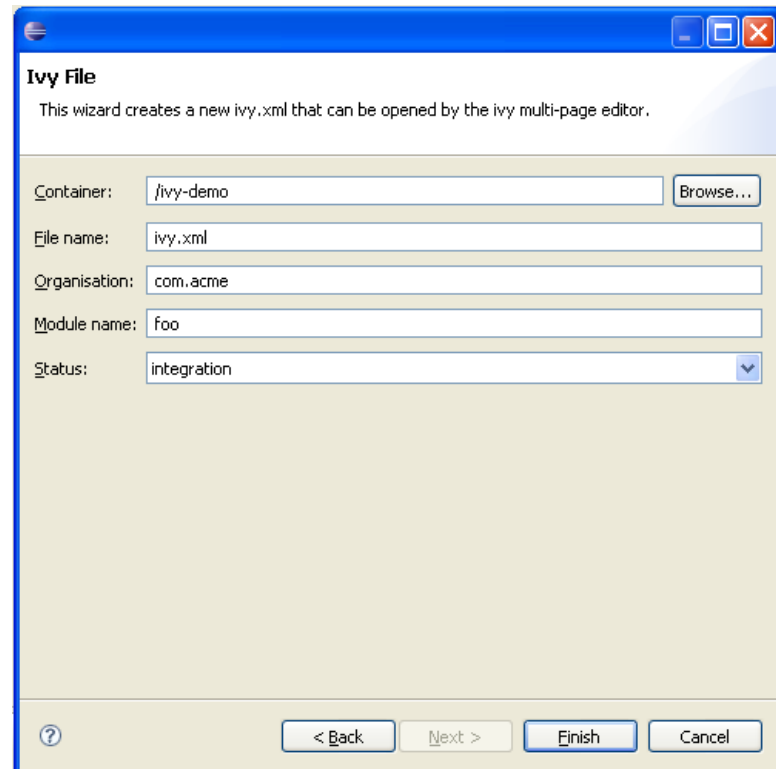 Ivy File
This wizard creates a new ivy.xml that can be opened by the ivy multi-page editor.
Container: /ivy-demo Browse...
File name: ivy.xml
Organisation: com.acme
Module name: foo
Status: integration
? < Back Next > Finish Cancel